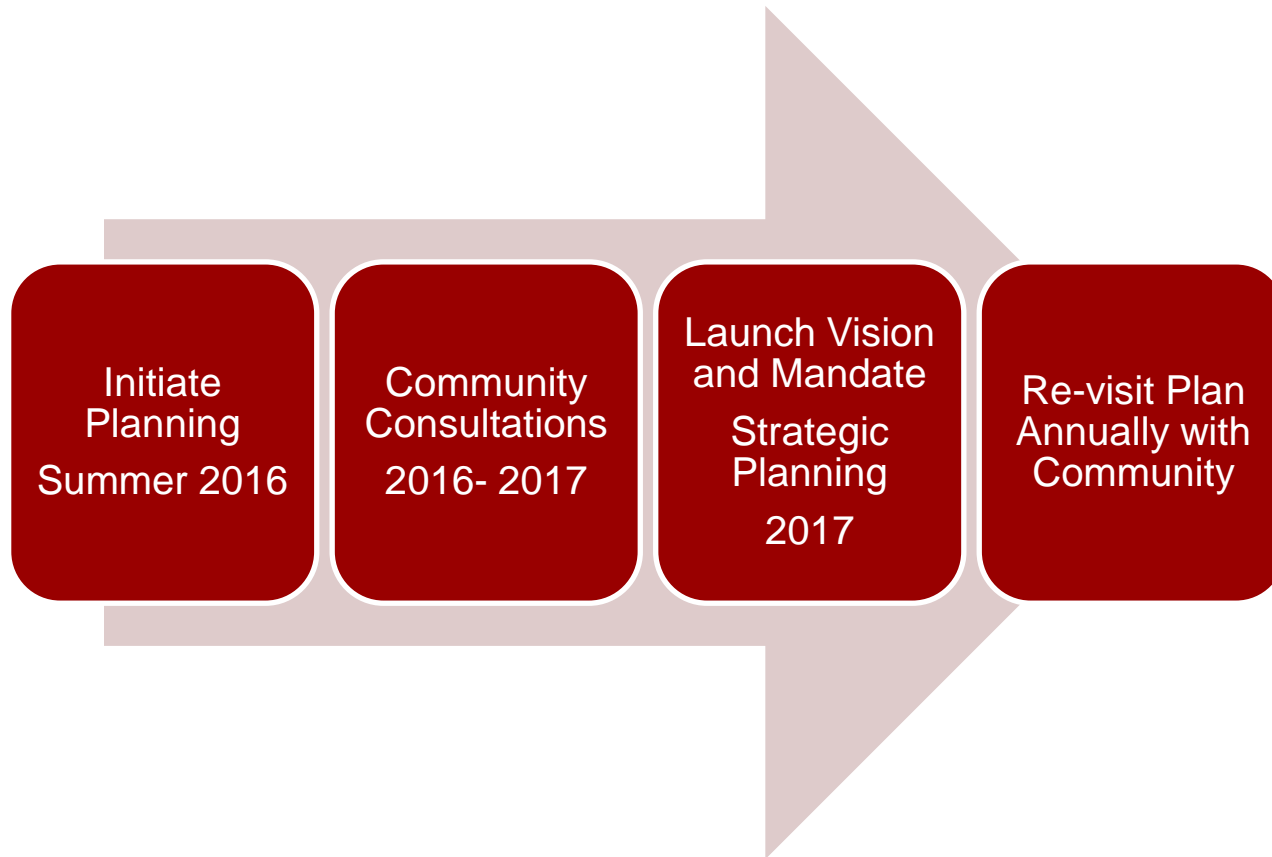 Initiate
Planning
Summer 2016
Community
Consultations
2016- 2017
Launch Vision
and Mandate
Strategic
Planning
2017
Re-visit Plan
Annually with
Community